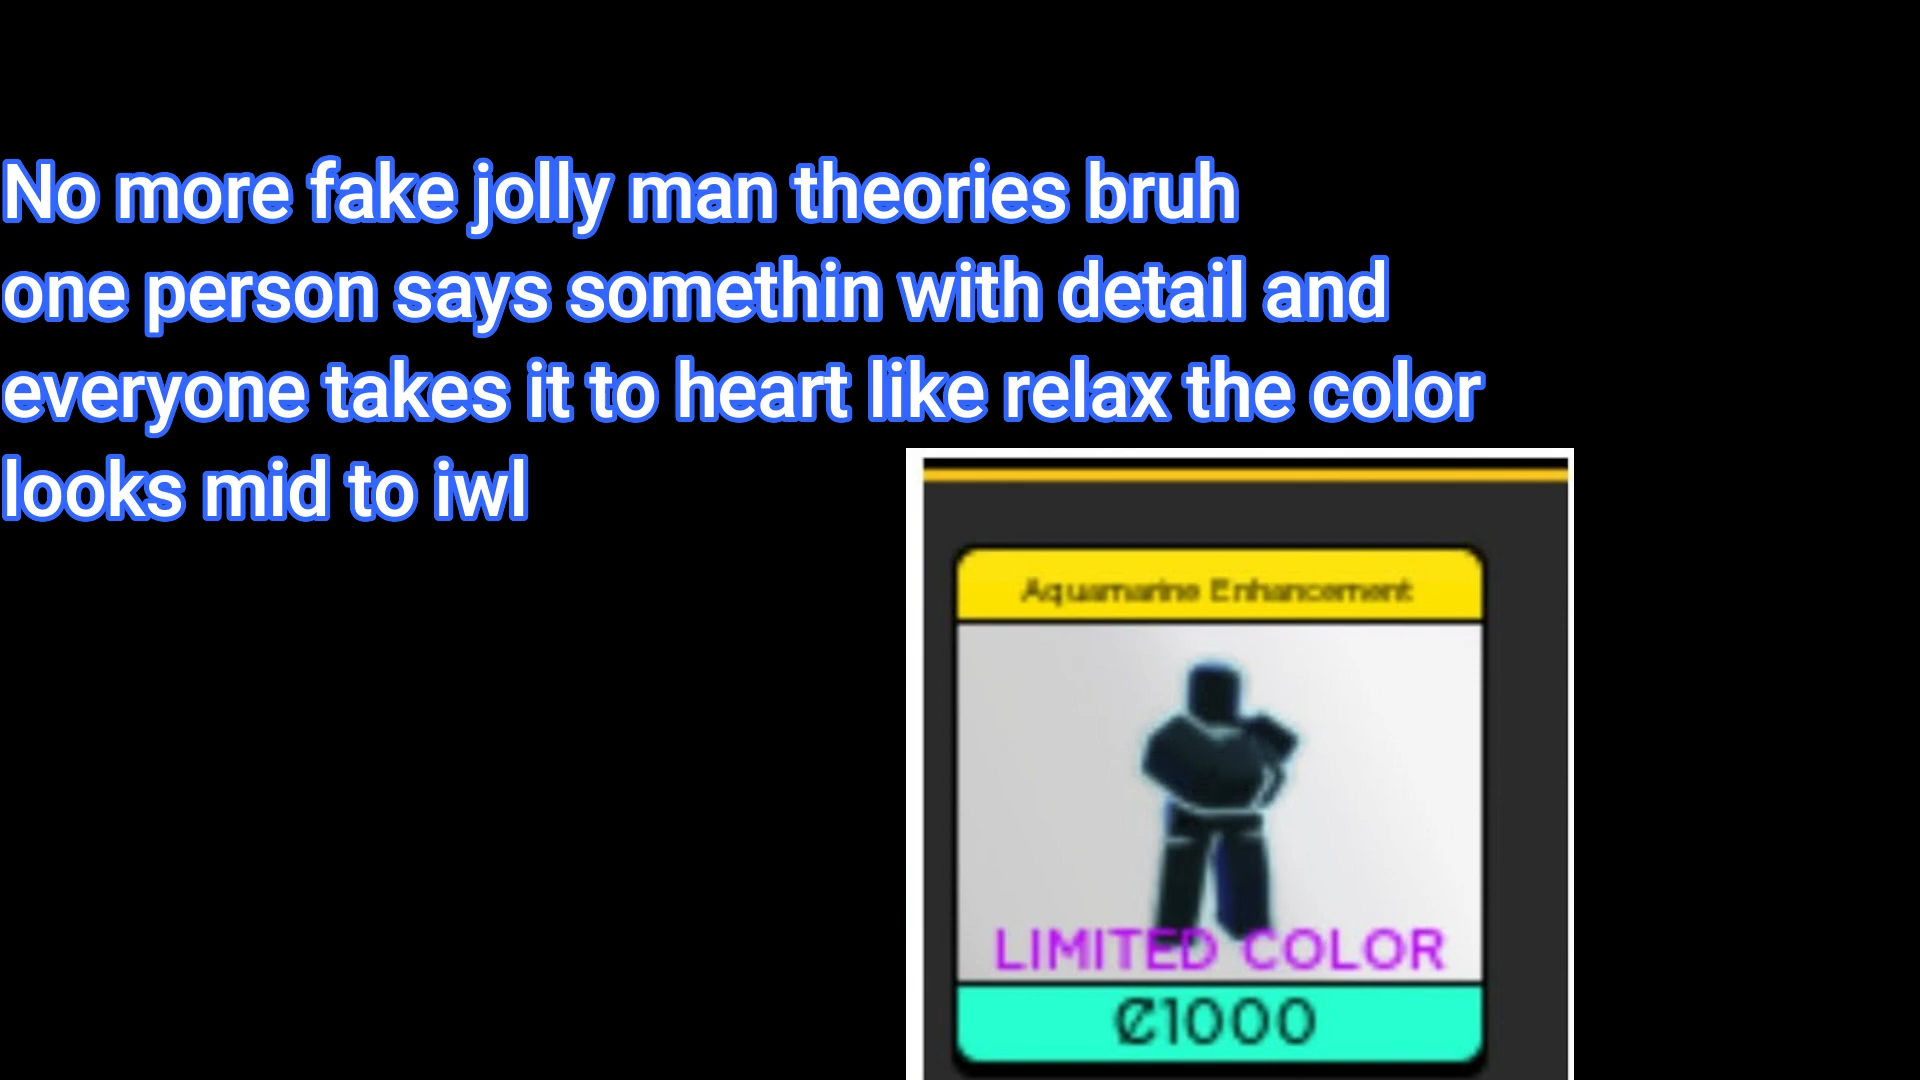 No more fake jolly man theories bruh
one person says somethin with detail and
everyone takes it to heart like relax the color
looks mid to iwl
Aquamarine Enhancement
LIMITED COLOR
₡1000